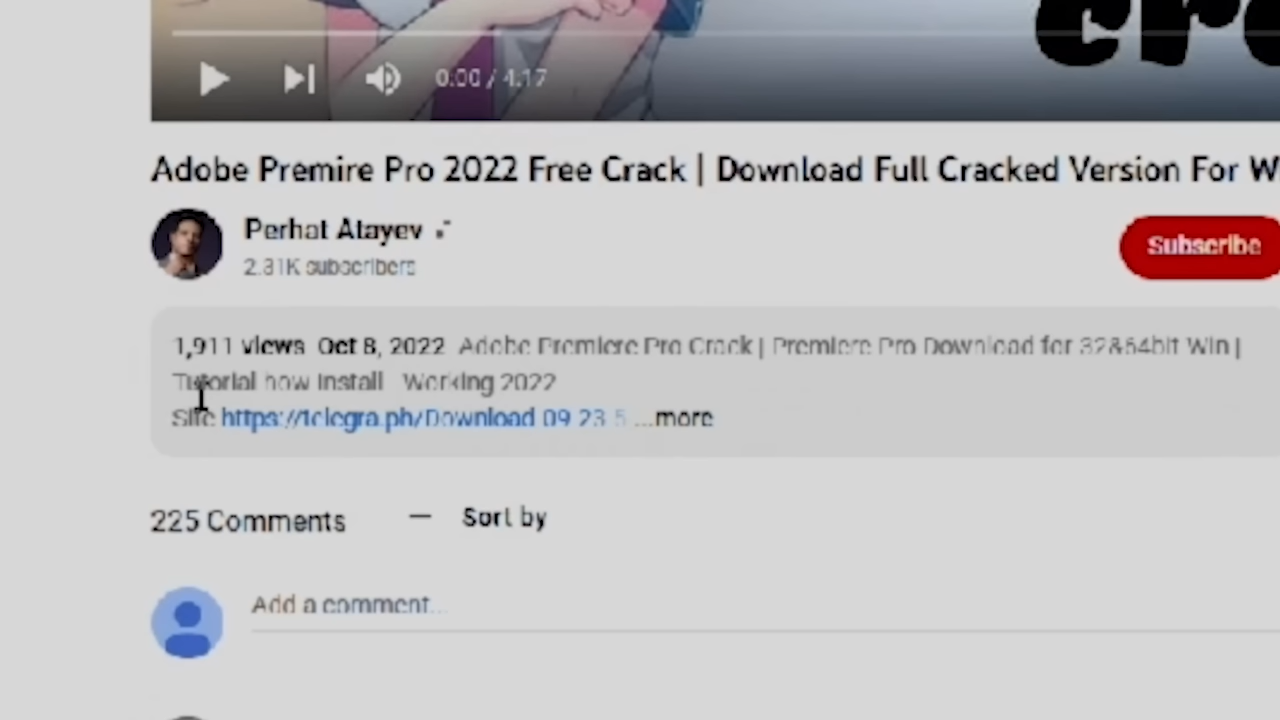 cr
0:00 / 4:17
Adobe Premire Pro 2022 Free Crack | Download Full Cracked Version For W
Perhat Atayev
2.31K subscribers
Subscribe
1,911 views Oct 8, 2022 Adobe Premiere Pro Crack | Premiere Pro Download for 32&64bit Win |
Tutorial how Install Working 2022
Site https://telegra.ph/Download-09-23-5 ...more
225 Comments
Sort by
Add a comment...